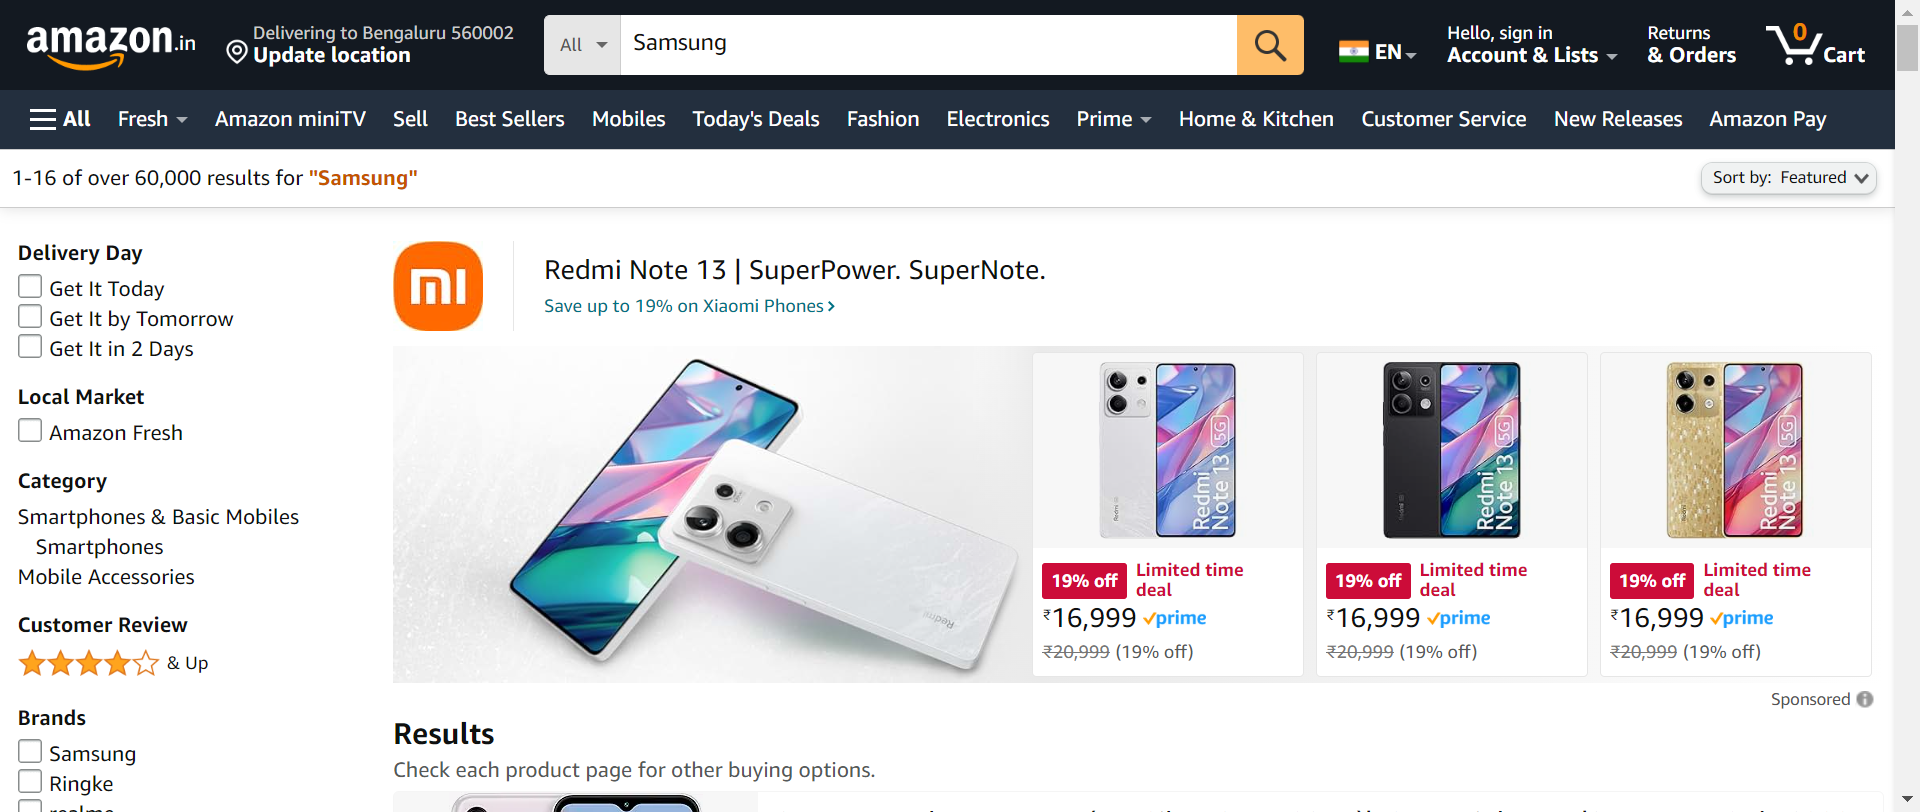 amazon.in
Delivering to Bengaluru 560002
Update location
All
Samsung
EN
Hello, sign in
Account & Lists
Returns
& Orders
0
Cart
All
Fresh
Amazon miniTV
Sell
Best Sellers
Mobiles
Today's Deals
Fashion
Electronics
Prime
Home & Kitchen
Customer Service
New Releases
Amazon Pay
1-16 of over 60,000 results for "Samsung"
Sort by: Featured
Delivery Day
Get It Today
Get It by Tomorrow
Get It in 2 Days
Local Market
Amazon Fresh
Category
Smartphones & Basic Mobiles
Smartphones
Mobile Accessories
Customer Review
& Up
Brands
Samsung
Ringke
realme
mi
Redmi Note 13 | SuperPower. SuperNote.
Save up to 19% on Xiaomi Phones
Redmi
Redmi
Redmi
Note 13 5G
19% off
Limited time
deal
₹16,999 prime
₹20,999 (19% off)
Redmi
Redmi
Note 13 5G
19% off
Limited time
deal
₹16,999 prime
₹20,999 (19% off)
Redmi
Redmi
Note 13 5G
19% off
Limited time
deal
₹16,999 prime
₹20,999 (19% off)
Sponsored
Results
Check each product page for other buying options.